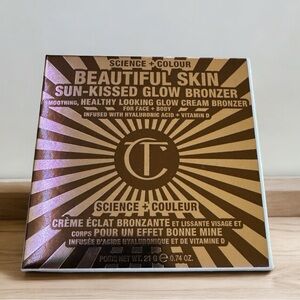 SCIENCE + COLOUR
BEAUTIFUL SKIN
SUN-KISSED GLOW BRONZER
SMOOTHING, HEALTHY LOOKING GLOW CREAM BRONZER
FOR FACE + BODY
INFUSED WITH HYALURONIC ACID + VITAMIN D
CT
SCIENCE + COULEUR
CRÈME ÉCLAT BRONZANTE ET LISSANTE VISAGE ET
CORPS POUR UN EFFET BONNE MINE
INFUSÉE D'ACIDE HYALURONIQUE ET DE VITAMINE D
POIDS NET WT. 21 G e 0.74 OZ.